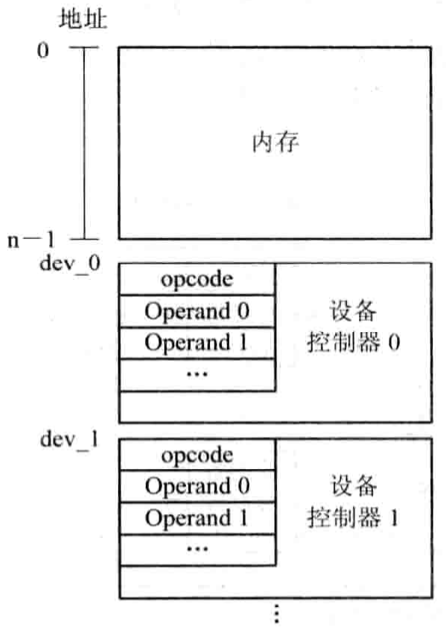 地址
0
内存
n－1
dev_0
opcode
Operand 0
Operand 1
…
设备
控制器 0
dev_1
opcode
Operand 0
Operand 1
…
设备
控制器 1
⋮